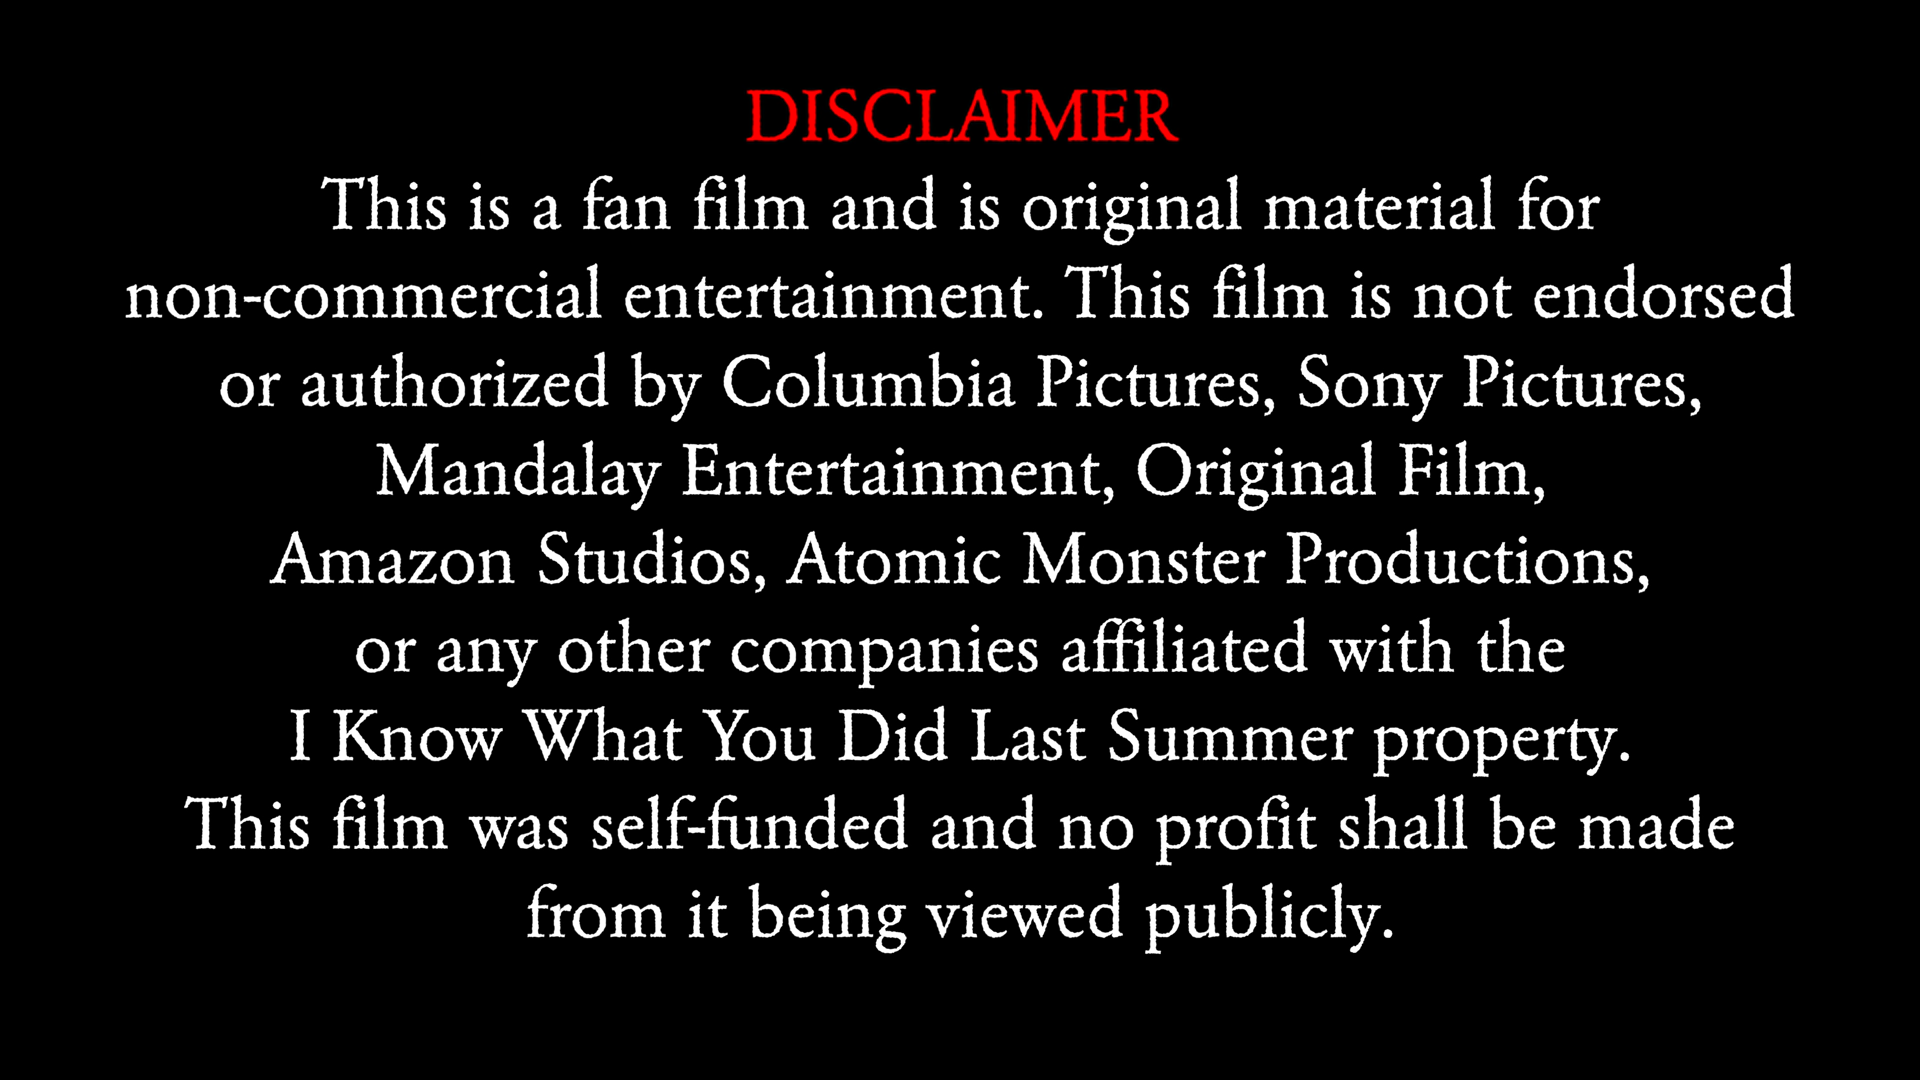 DISCLAIMER
This is a fan film and is original material for
non-commercial entertainment. This film is not endorsed
or authorized by Columbia Pictures, Sony Pictures,
Mandalay Entertainment, Original Film,
Amazon Studios, Atomic Monster Productions,
or any other companies affiliated with the
I Know What You Did Last Summer property.
This film was self-funded and no profit shall be made
from it being viewed publicly.